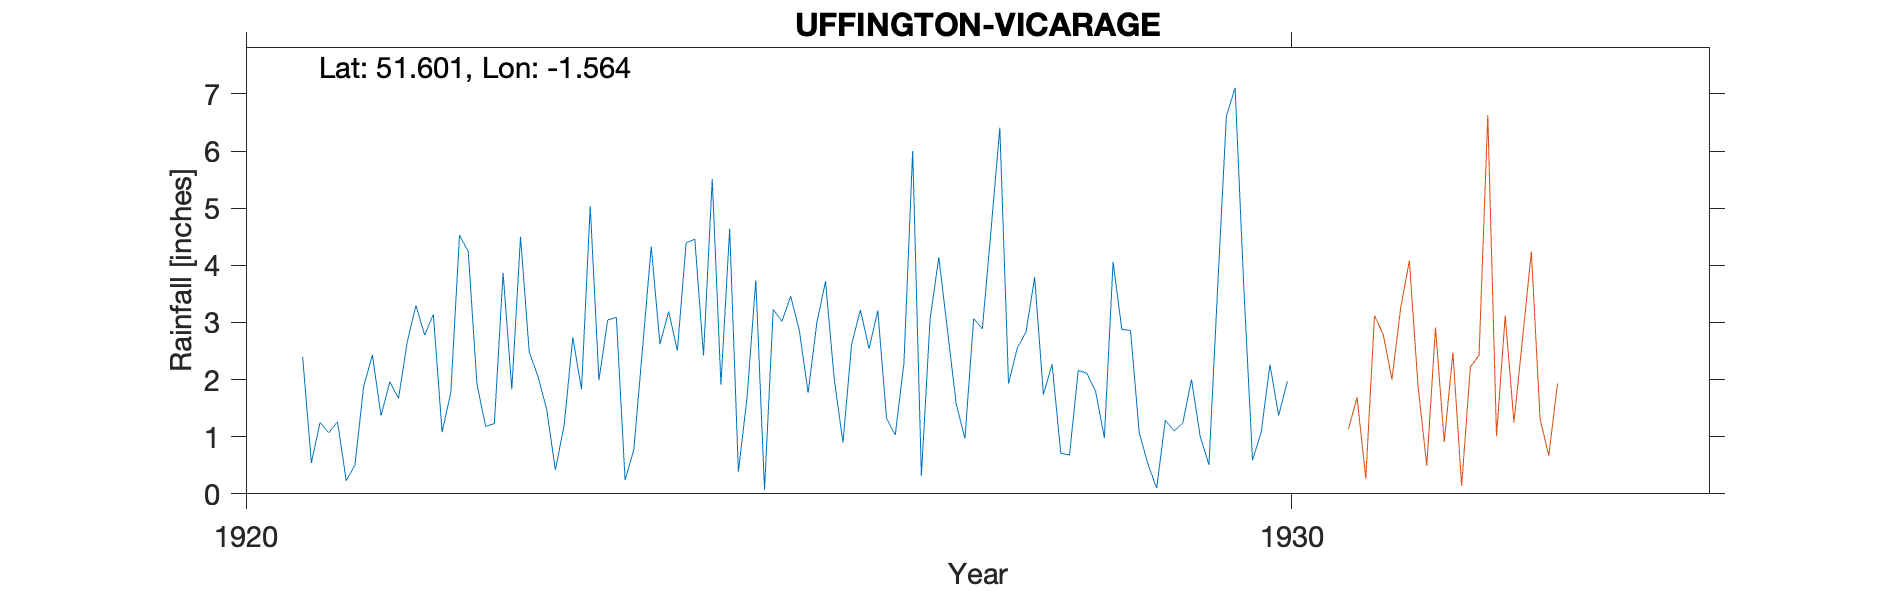 UFFINGTON-VICARAGE
Lat: 51.601, Lon: -1.564
7
6
5
4
3
2
1
0
Rainfall [inches]
1920
1930
Year